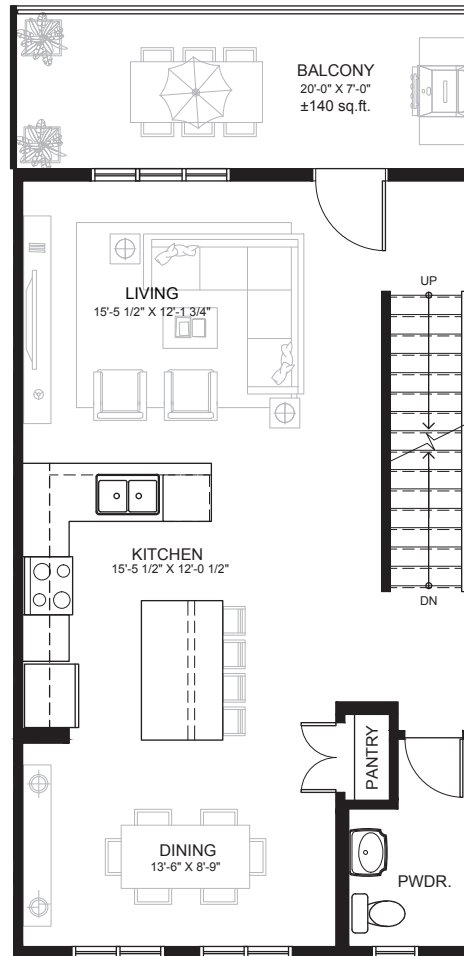 BALCONY
20'-0" X 7'-0"
±140 sq.ft.
LIVING
15'-5 1/2" X 12'-1 3/4"
UP
KITCHEN
15'-5 1/2" X 12'-0 1/2"
DN
PANTRY
DINING
13'-6" X 8'-9"
PWDR.